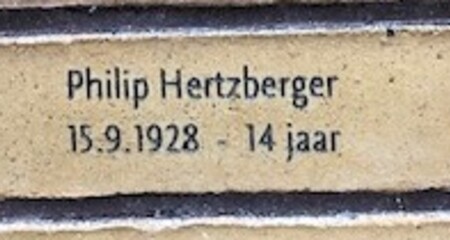 Philip Hertzberger
15.9.1928 - 14 jaar